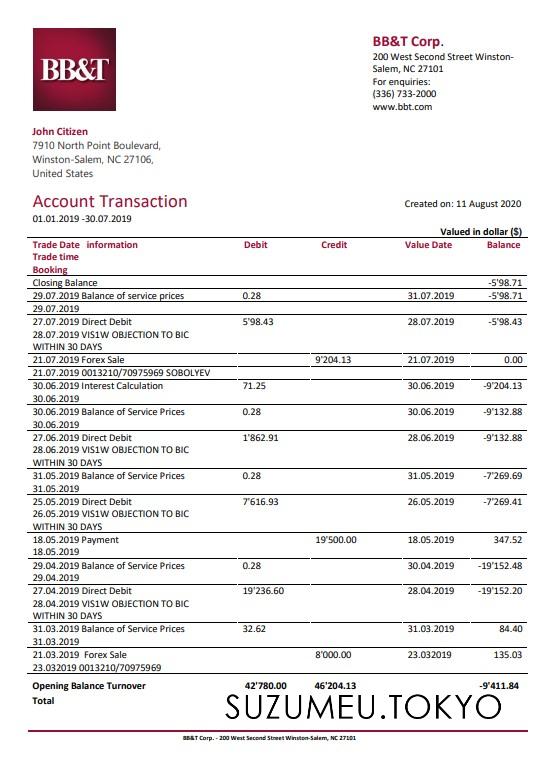 BB&T
BB&T Corp.
200 West Second Street Winston-
Salem, NC 27101
For enquiries:
(336) 733-2000
www.bbt.com
John Citizen
7910 North Point Boulevard,
Winston-Salem, NC 27106,
United States
Account Transaction
01.01.2019 -30.07.2019
Created on: 11 August 2020
Valued in dollar ($)
Trade Date information Debit Credit Value Date Balance
Trade time
Booking
Closing Balance -5'98.71
29.07.2019 Balance of service prices 0.28 31.07.2019 -5'98.71
29.07.2019
27.07.2019 Direct Debit 5'98.43 28.07.2019 -5'98.43
28.07.2019 VIS1W OBJECTION TO BIC
WITHIN 30 DAYS
21.07.2019 Forex Sale 9'204.13 21.07.2019 0.00
21.07.2019 0013210/70975969 SOBOLYEV
30.06.2019 Interest Calculation 71.25 30.06.2019 -9'204.13
30.06.2019
30.06.2019 Balance of Service Prices 0.28 30.06.2019 -9'132.88
30.06.2019
27.06.2019 Direct Debit 1'862.91 28.06.2019 -9'132.88
28.06.2019 VIS1W OBJECTION TO BIC
WITHIN 30 DAYS
31.05.2019 Balance of Service Prices 0.28 31.05.2019 -7'269.69
31.05.2019
25.05.2019 Direct Debit 7'616.93 26.05.2019 -7'269.41
26.05.2019 VIS1W OBJECTION TO BIC
WITHIN 30 DAYS
18.05.2019 Payment 19'500.00 18.05.2019 347.52
18.05.2019
29.04.2019 Balance of Service Prices 0.28 30.04.2019 -19'152.48
29.04.2019
27.04.2019 Direct Debit 19'236.60 28.04.2019 -19'152.20
28.04.2019 VIS1W OBJECTION TO BIC
WITHIN 30 DAYS
31.03.2019 Balance of Service Prices 32.62 31.03.2019 84.40
31.03.2019
21.03.2019 Forex Sale 8'000.00 23.032019 135.03
23.032019 0013210/70975969
Opening Balance Turnover 42'780.00 46'204.13 -9'411.84
Total
SUZUMEU.TOKYO
BB&T Corp. - 200 West Second Street Winston-Salem, NC 27101